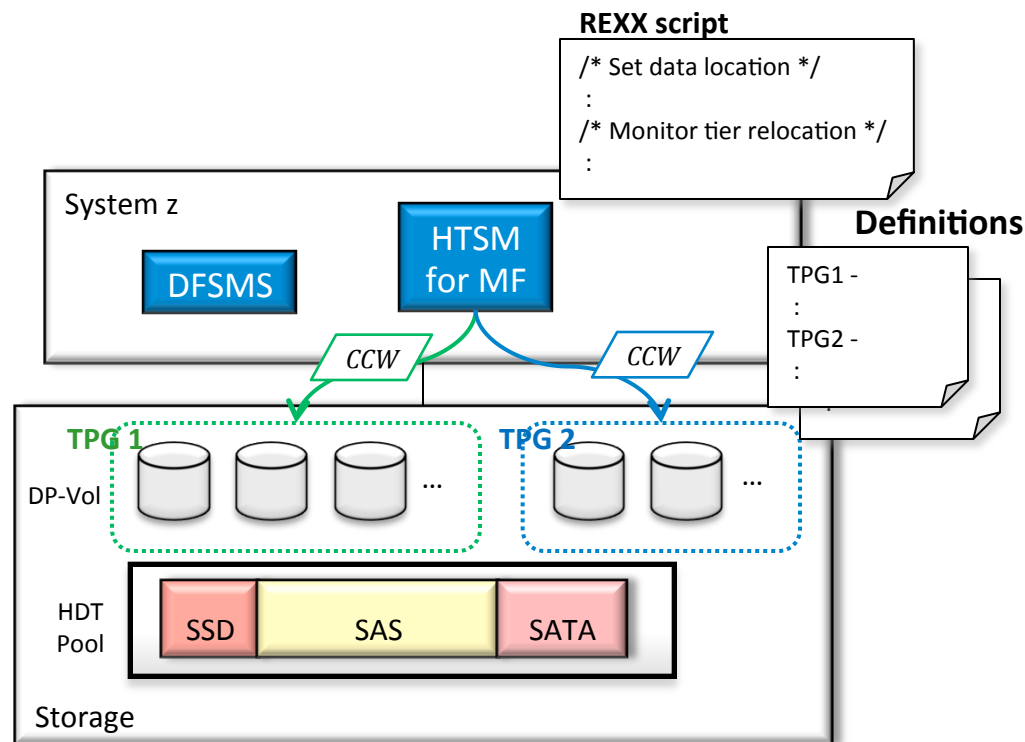 REXX script
/* Set data location */
:
/* Monitor tier relocation */
:
System z
DFSMS
HTSM
for MF
Definitions
TPG1 -
:
TPG2 -
:
.
CCW
CCW
TPG 1
TPG 2
DP-Vol
...
...
HDT
Pool
SSD
SAS
SATA
Storage